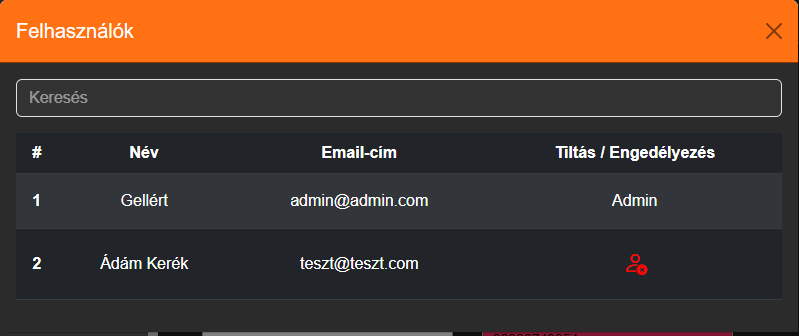 Felhasználók
Keresés
# Név Email-cím Tiltás / Engedélyezés
1 Gellért admin@admin.com Admin
2 Ádám Kerék teszt@teszt.com